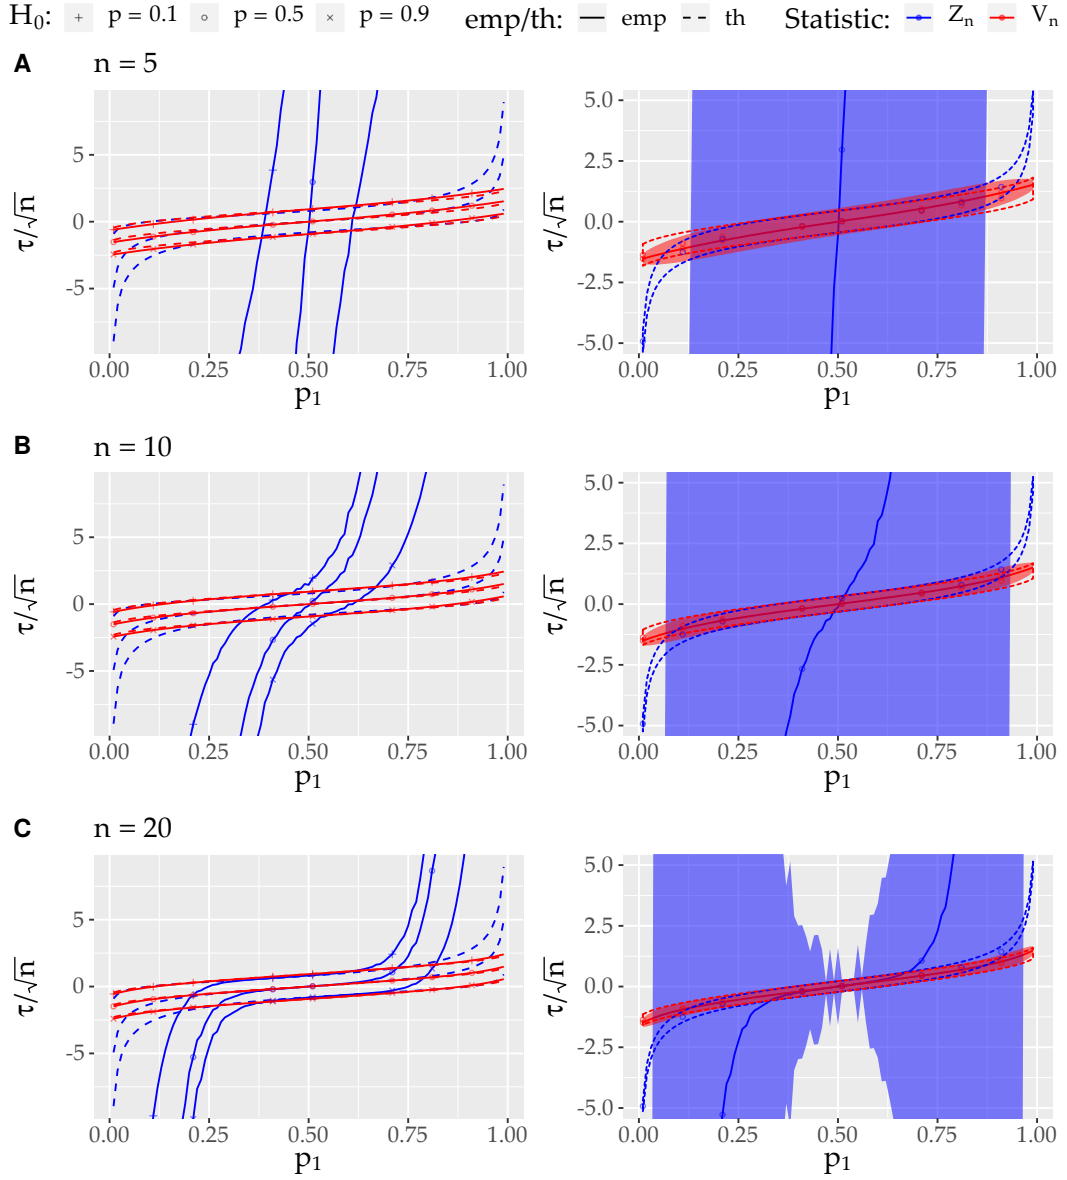 H₀: p = 0.1 p = 0.5 p = 0.9 emp/th: emp th Statistic: Zₙ Vₙ
A n = 5
τ/√n 5 0 -5
0.00 0.25 0.50 0.75 1.00
p₁
τ/√n 5.0 2.5 0.0 -2.5 -5.0
0.00 0.25 0.50 0.75 1.00
p₁
B n = 10
τ/√n 5 0 -5
0.00 0.25 0.50 0.75 1.00
p₁
τ/√n 5.0 2.5 0.0 -2.5 -5.0
0.00 0.25 0.50 0.75 1.00
p₁
C n = 20
τ/√n 5 0 -5
0.00 0.25 0.50 0.75 1.00
p₁
τ/√n 5.0 2.5 0.0 -2.5 -5.0
0.00 0.25 0.50 0.75 1.00
p₁